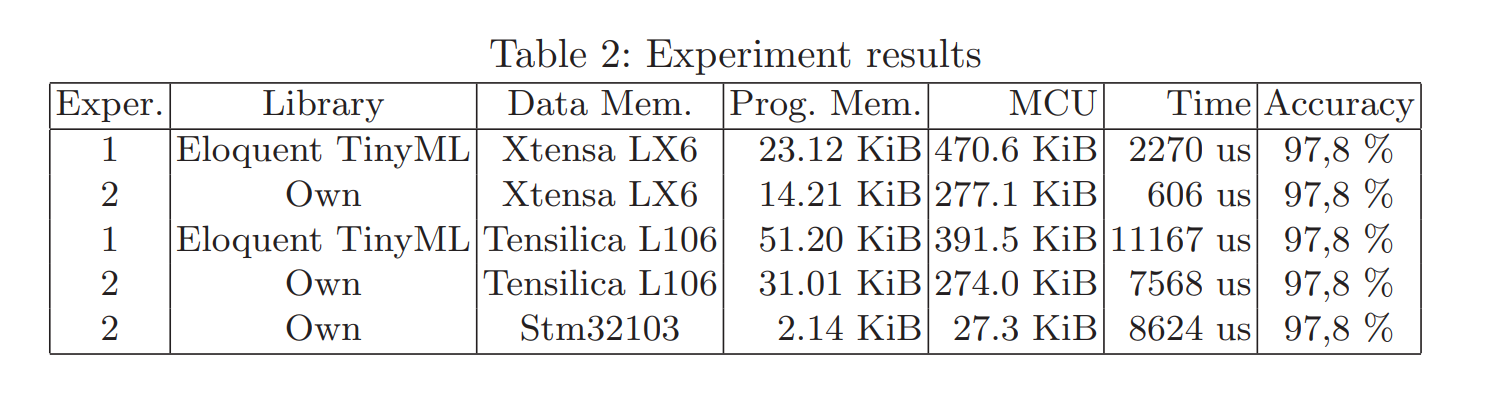 Table 2: Experiment results
Exper. Library Data Mem. Prog. Mem. MCU Time Accuracy
1 Eloquent TinyML Xtensa LX6 23.12 KiB 470.6 KiB 2270 us 97,8 %
2 Own Xtensa LX6 14.21 KiB 277.1 KiB 606 us 97,8 %
1 Eloquent TinyML Tensilica L106 51.20 KiB 391.5 KiB 11167 us 97,8 %
2 Own Tensilica L106 31.01 KiB 274.0 KiB 7568 us 97,8 %
2 Own Stm32103 2.14 KiB 27.3 KiB 8624 us 97,8 %